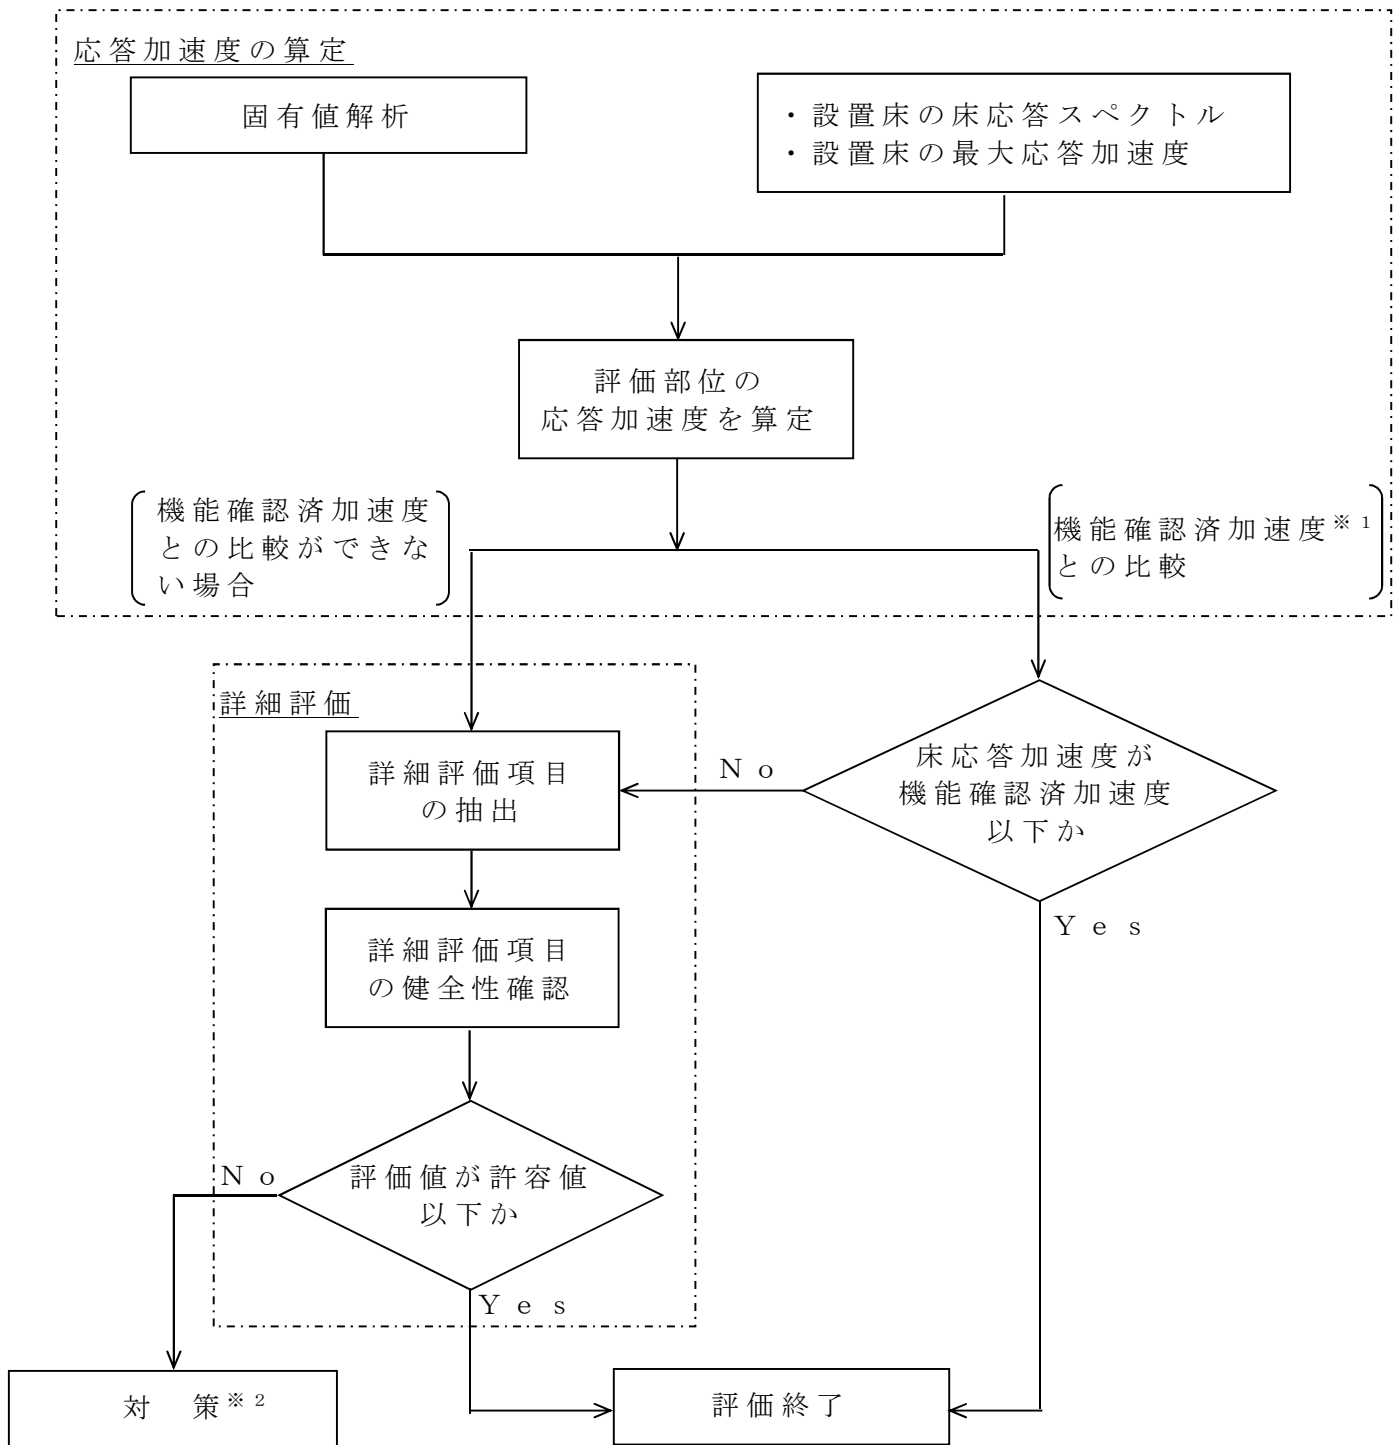 応答加速度の算定
固有値解析
・設置床の床応答スペクトル
・設置床の最大応答加速度
評価部位の
応答加速度を算定
機能確認済加速度
との比較ができな
い場合
機能確認済加速度※1
との比較
詳細評価
詳細評価項目
の抽出
No
床応答加速度が
機能確認済加速度
以下か
Yes
詳細評価項目
の健全性確認
No
評価値が許容値
以下か
Yes
対　策※2
評価終了